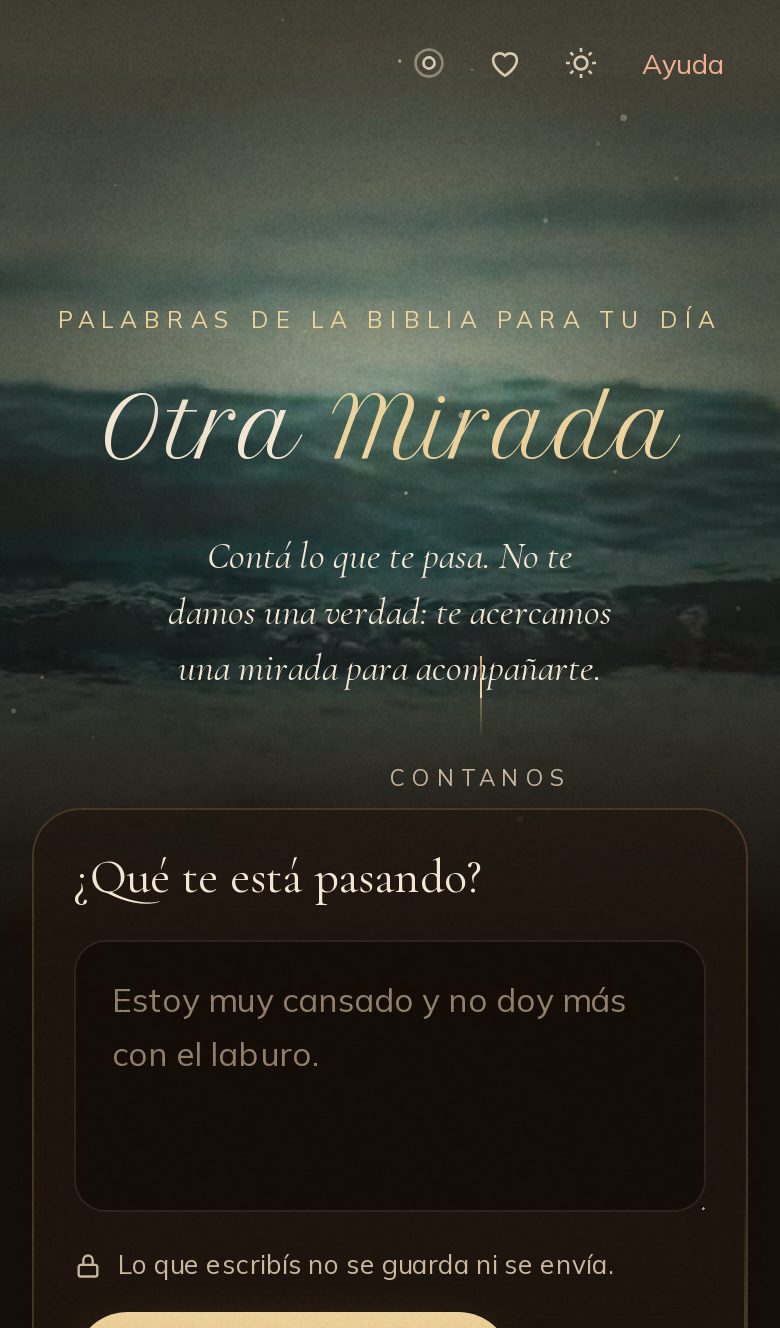 Ayuda
PALABRAS DE LA BIBLIA PARA TU DÍA
Otra Mirada
Contá lo que te pasa. No te
damos una verdad: te acercamos
una mirada para acompañarte.
CONTANOS
¿Qué te está pasando?
Estoy muy cansado y no doy más
con el laburo.
Lo que escribís no se guarda ni se envía.